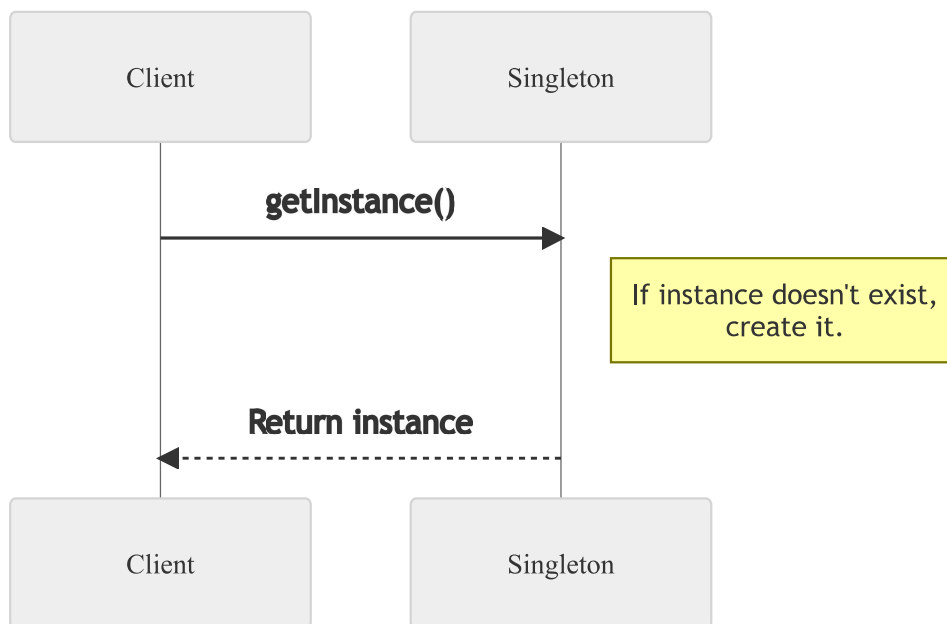 Client
Singleton
getInstance()
If instance doesn't exist,
create it.
Return instance
Client
Singleton